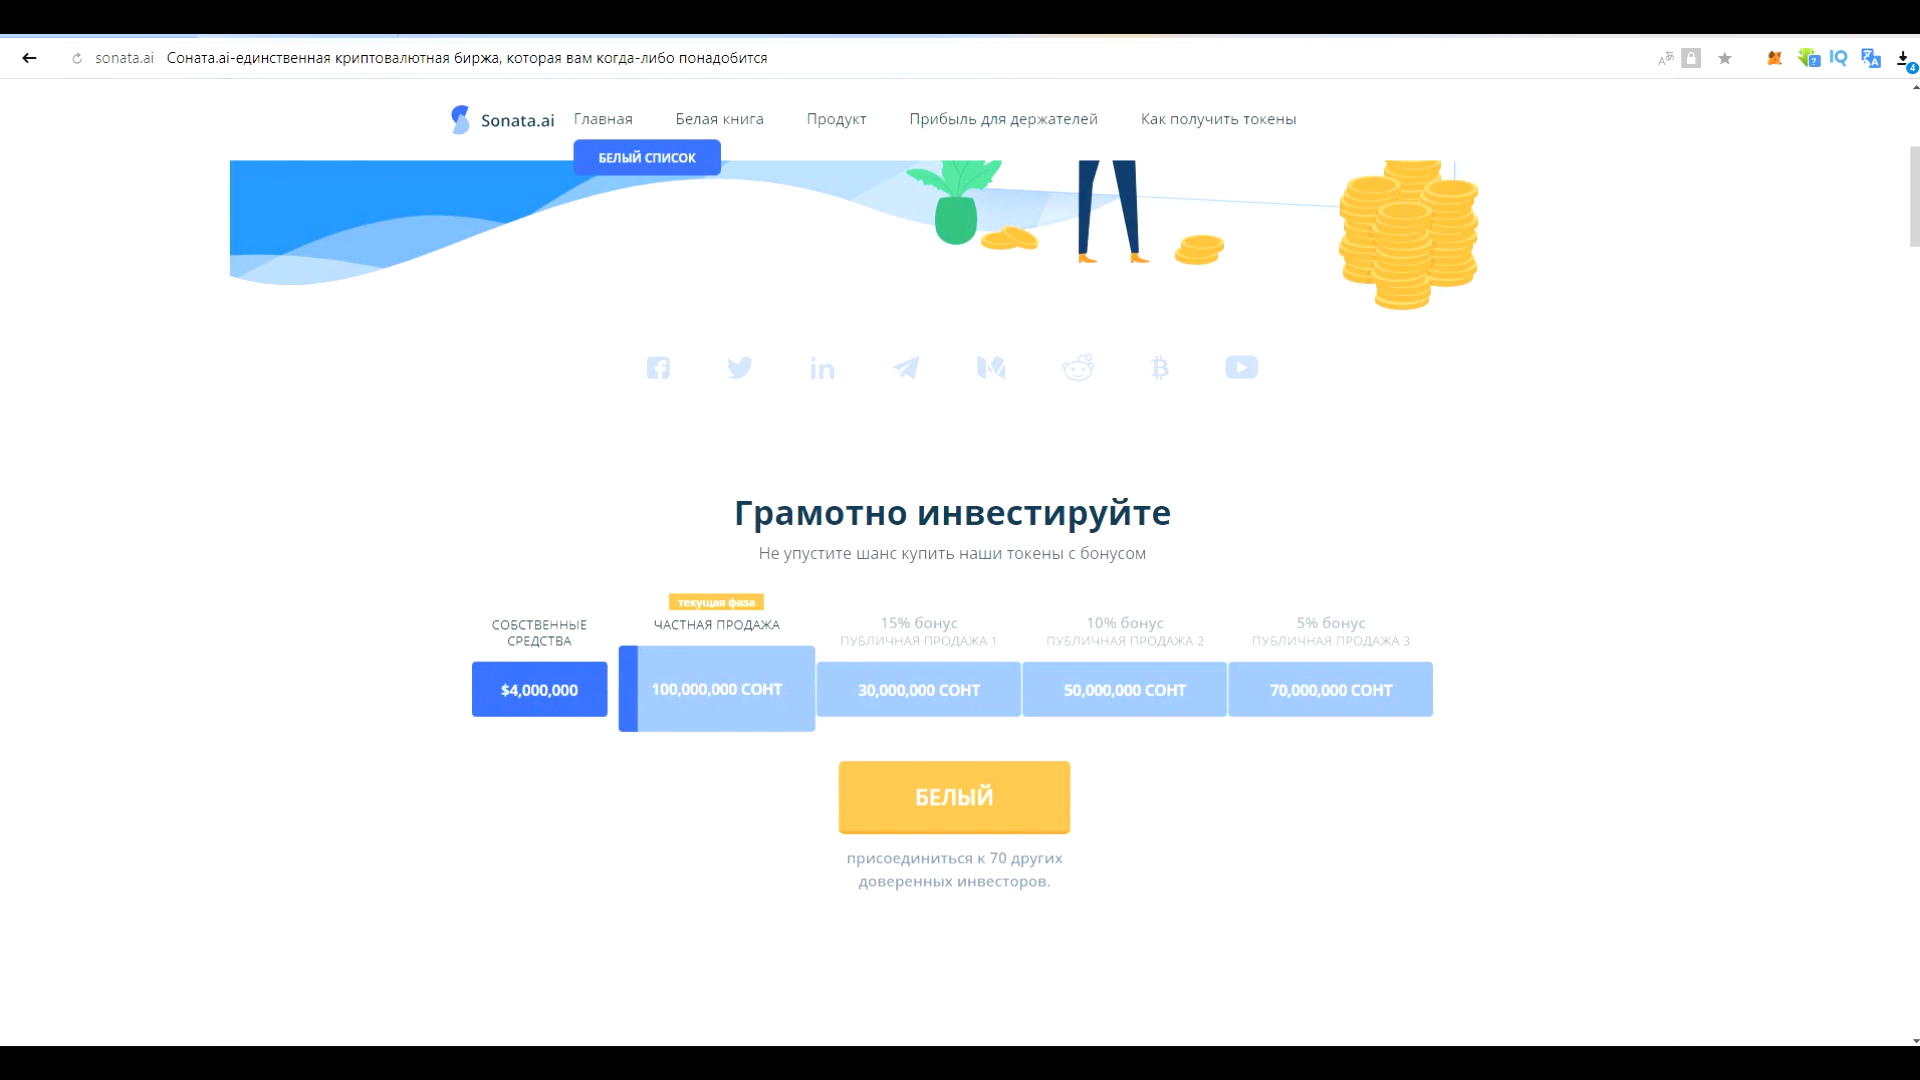 sonata.ai Соната.ai-единственная криптовалютная биржа, которая вам когда-либо понадобится
Sonata.ai Главная Белая книга Продукт Прибыль для держателей Как получить токены
БЕЛЫЙ СПИСОК
Грамотно инвестируйте
Не упустите шанс купить наши токены с бонусом
СОБСТВЕННЫЕ
СРЕДСТВА
$4,000,000
текущая фаза
ЧАСТНАЯ ПРОДАЖА
100,000,000 СОНТ
15% бонус
ПУБЛИЧНАЯ ПРОДАЖА 1
30,000,000 СОНТ
10% бонус
ПУБЛИЧНАЯ ПРОДАЖА 2
50,000,000 СОНТ
5% бонус
ПУБЛИЧНАЯ ПРОДАЖА 3
70,000,000 СОНТ
БЕЛЫЙ
присоединиться к 70 других
доверенных инвесторов.
IQ
4